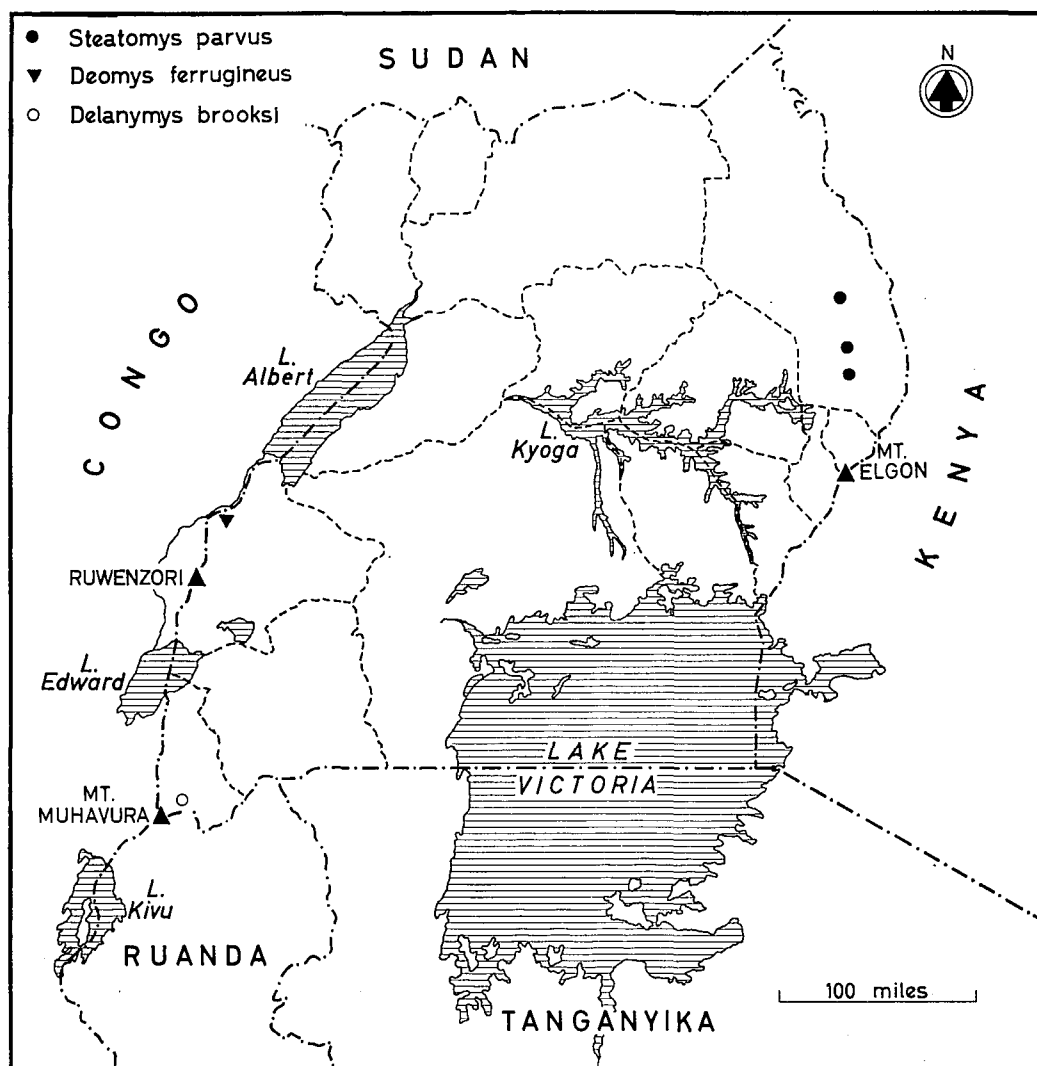 ● Steatomys parvus
▼ Deomys ferrugineus
○ Delanymys brooksi
SUDAN
N
CONGO
L.
Albert
L.
Kyoga
MT.
ELGON
KENYA
RUWENZORI
L.
Edward
LAKE
VICTORIA
MT.
MUHAVURA
L.
Kivu
RUANDA
100 miles
TANGANYIKA